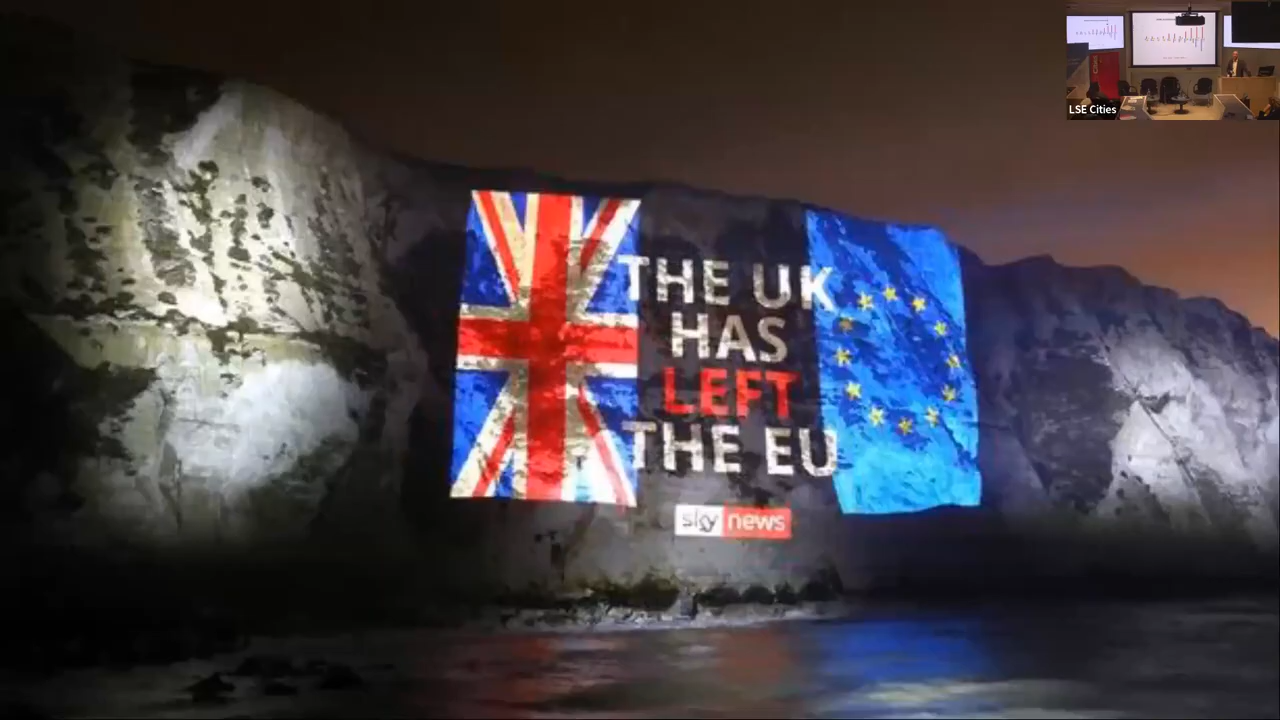 THE UK
HAS
LEFT
THE EU
sky news
LSE Cities